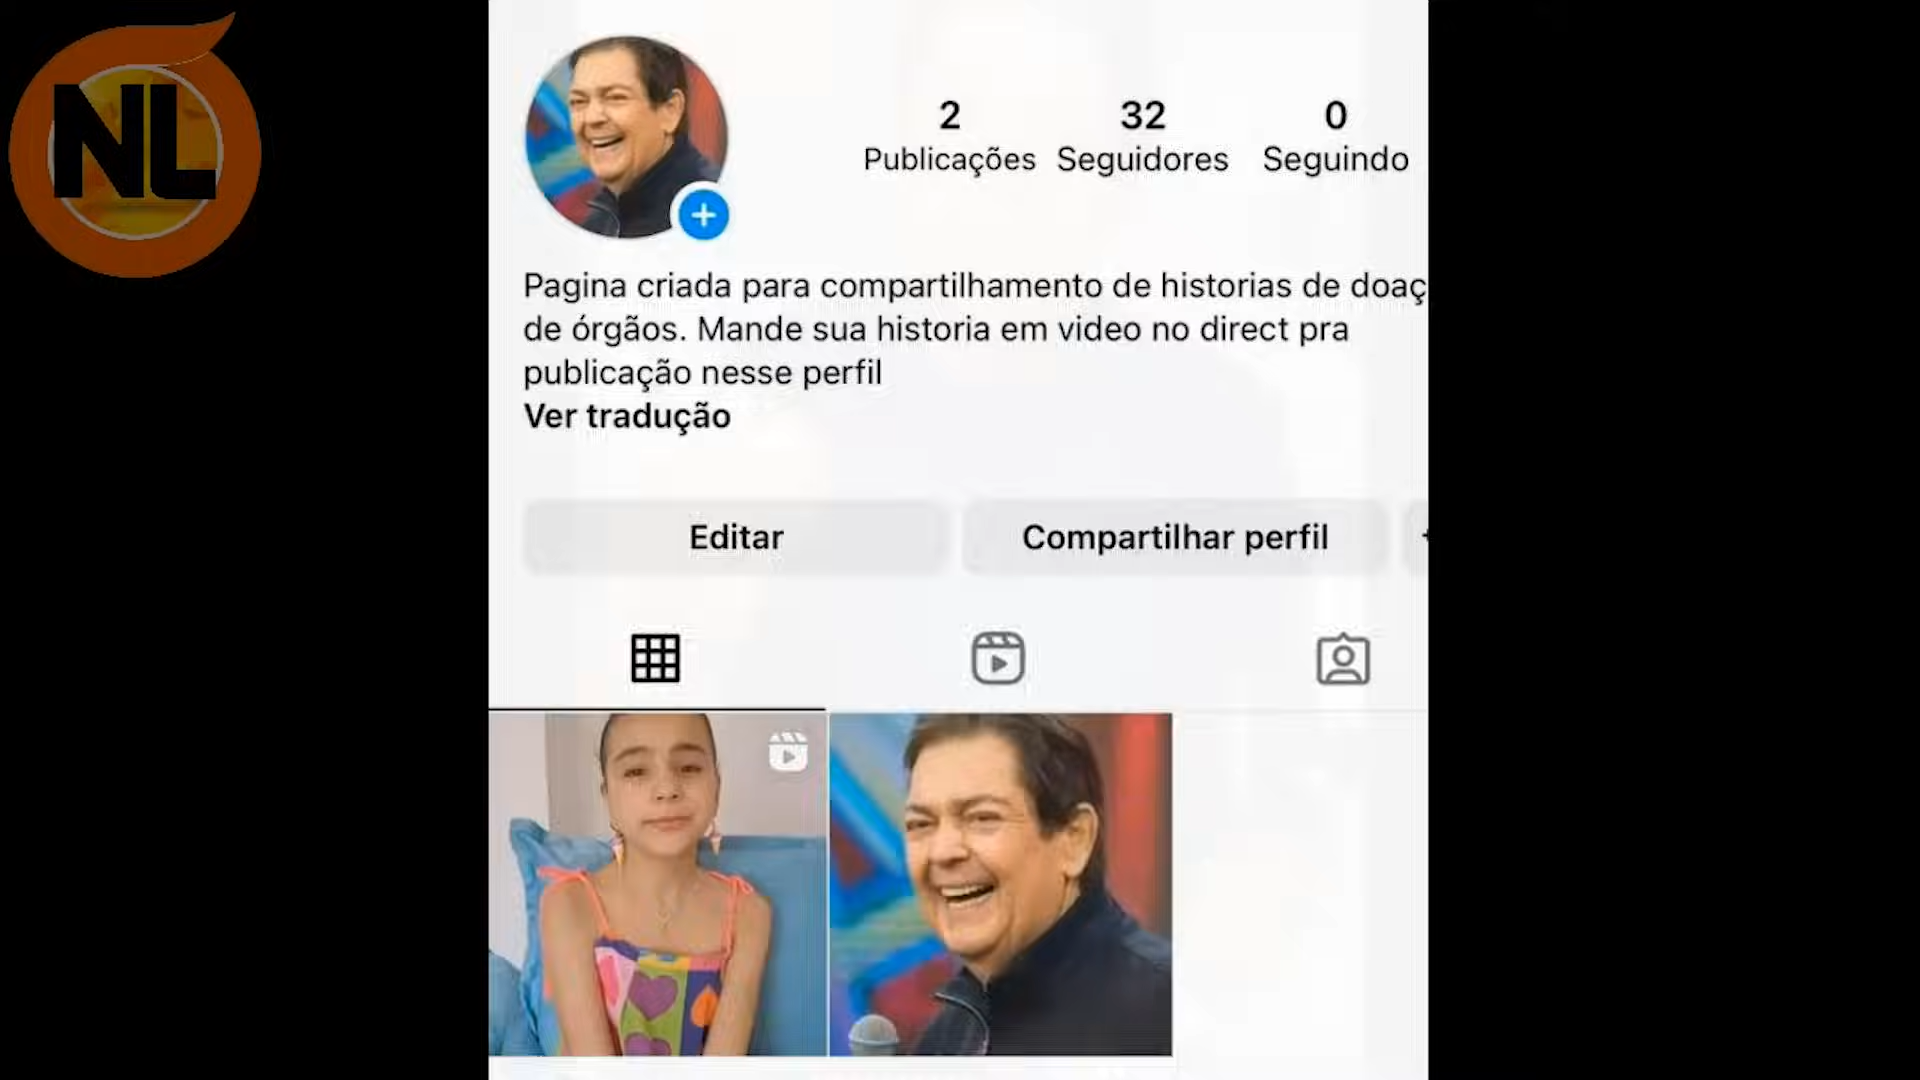 NL
2 32 0
Publicações Seguidores Seguindo
Pagina criada para compartilhamento de historias de doaç
de órgãos. Mande sua historia em video no direct pra
publicação nesse perfil
Ver tradução
Editar Compartilhar perfil